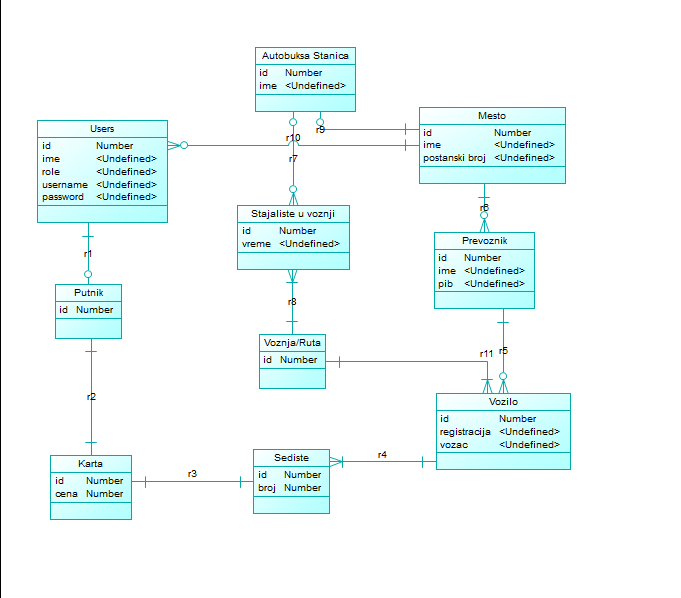 Autobuksa Stanica
id Number
ime <Undefined>
r9
r10
r7
Users
id Number
ime <Undefined>
role <Undefined>
username <Undefined>
password <Undefined>
Mesto
id Number
ime <Undefined>
postanski broj <Undefined>
r6
Stajaliste u voznji
id Number
vreme <Undefined>
Prevoznik
id Number
ime <Undefined>
pib <Undefined>
r1
Putnik
id Number
r8
Voznja/Ruta
id Number
r11
r5
r2
Vozilo
id Number
registracija <Undefined>
vozac <Undefined>
Karta
id Number
cena Number
r3
Sediste
id Number
broj Number
r4